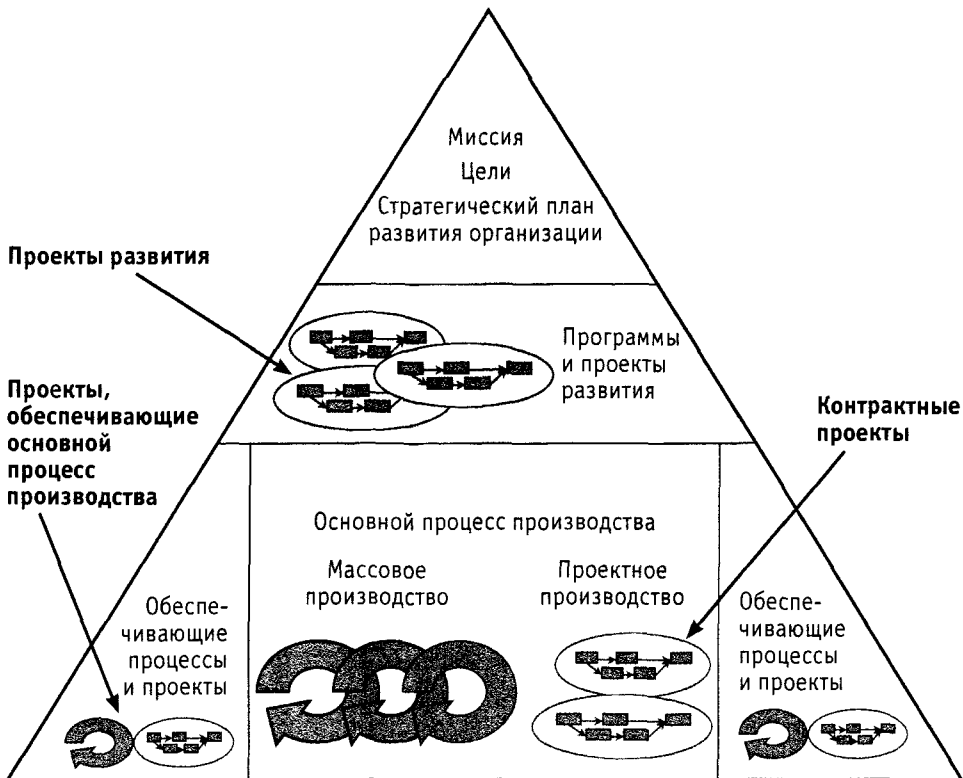 Миссия
Цели
Стратегический план
развития организации
Проекты развития
Программы
и проекты
развития
Проекты,
обеспечивающие
основной
процесс
производства
Контрактные
проекты
Основной процесс производства
Массовое
производство
Проектное
производство
Обеспе-
чивающие
процессы
и проекты
Обеспе-
чивающие
процессы
и проекты